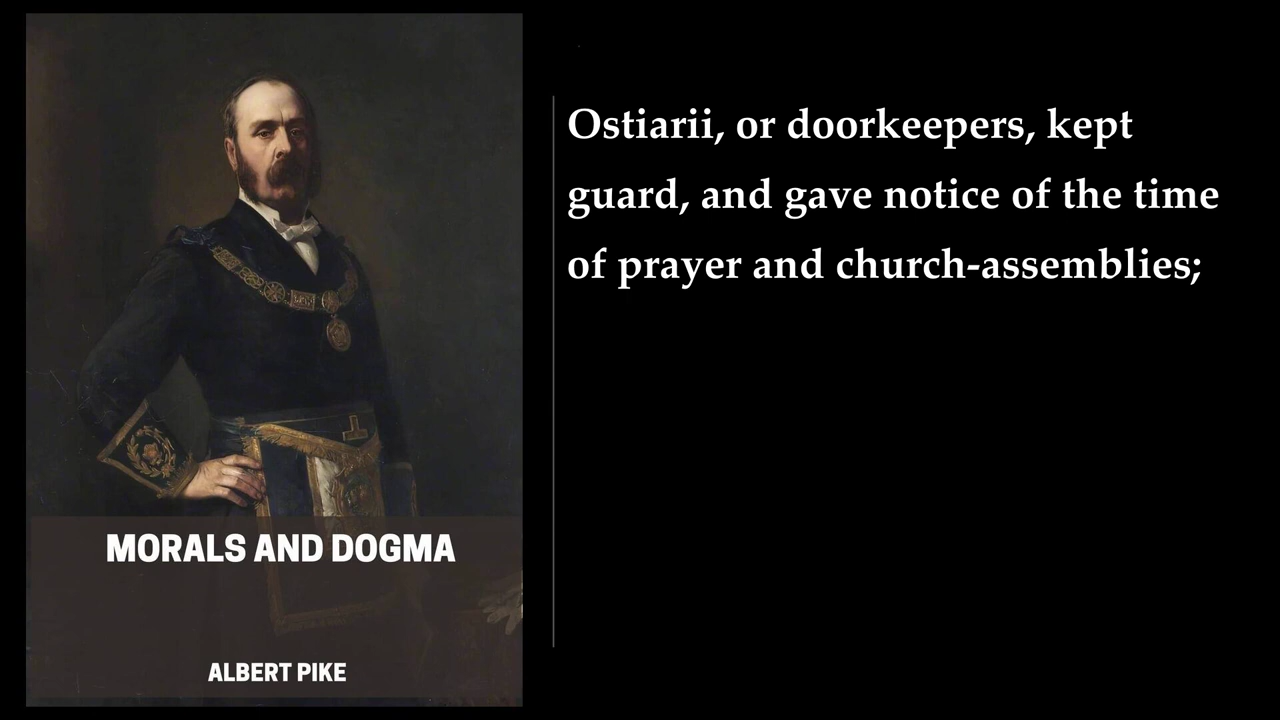 Ostiarii, or doorkeepers, kept
guard, and gave notice of the time
of prayer and church-assemblies;
MORALS AND DOGMA
ALBERT PIKE